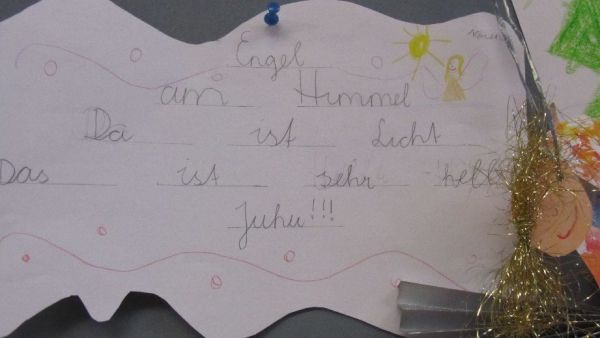 Engel
am Himmel
Da ist Licht
Das ist sehr hell
Juhu!!!